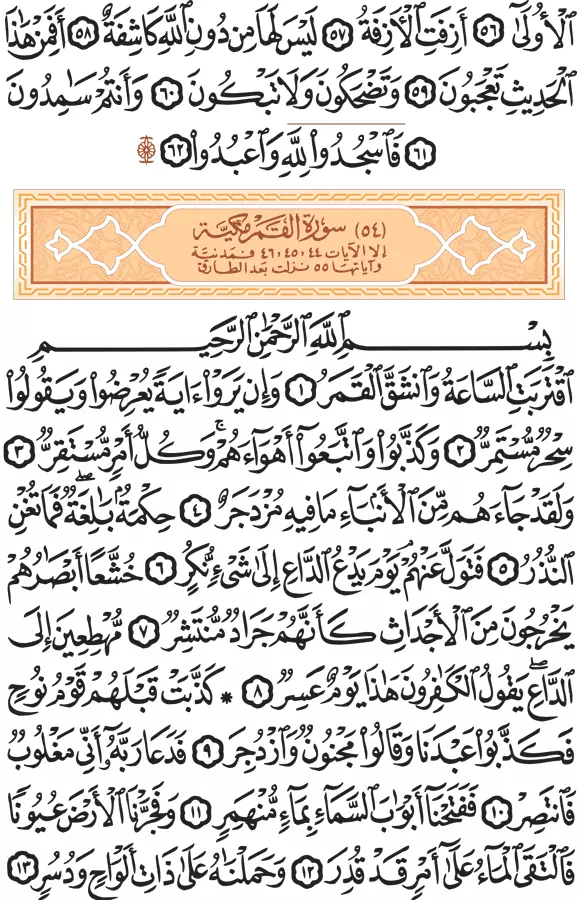 ٱلۡأُولَىٰٓ ٥٦ أَزِفَتِ ٱلۡأٓزِفَةُ ٥٧ لَيۡسَ لَهَا مِن دُونِ ٱللَّهِ كَاشِفَةٌ ٥٨ أَفَمِنۡ هَٰذَا
ٱلۡحَدِيثِ تَعۡجَبُونَ ٥٩ وَتَضۡحَكُونَ وَلَا تَبۡكُونَ ٦٠ وَأَنتُمۡ سَٰمِدُونَ
٦١ فَٱسۡجُدُواْ لِلَّهِۤ وَٱعۡبُدُواْ ٦٢ ۩
(٥٤) سورة القمر مكية
إلا الآيات ٤٤، ٤٥، ٤٦ فمدنية
وآياتها ٥٥ نزلت بعد الطارق
بِسۡمِ ٱللَّهِ ٱلرَّحۡمَٰنِ ٱلرَّحِيمِ
ٱقۡتَرَبَتِ ٱلسَّاعَةُ وَٱنشَقَّ ٱلۡقَمَرُ ١ وَإِن يَرَوۡاْ ءَايَةٗ يُعۡرِضُواْ وَيَقُولُواْ
سِحۡرٞ مُّسۡتَمِرّٞ ٢ وَكَذَّبُواْ وَٱتَّبَعُوٓاْ أَهۡوَآءَهُمۡۚ وَكُلُّ أَمۡرٖ مُّسۡتَقِرّٞ ٣
وَلَقَدۡ جَآءَهُم مِّنَ ٱلۡأَنۢبَآءِ مَا فِيهِ مُزۡدَجَرٌ ٤ حِكۡمَةُۢ بَٰلِغَةٞۖ فَمَا تُغۡنِ
ٱلنُّذُرُ ٥ فَتَوَلَّ عَنۡهُمۡۘ يَوۡمَ يَدۡعُ ٱلدَّاعِ إِلَىٰ شَيۡءٖ نُّكُرٍ ٦ خُشَّعًا أَبۡصَٰرُهُمۡ
يَخۡرُجُونَ مِنَ ٱلۡأَجۡدَاثِ كَأَنَّهُمۡ جَرَادٞ مُّنتَشِرٞ ٧ مُّهۡطِعِينَ إِلَى
ٱلدَّاعِۖ يَقُولُ ٱلۡكَٰفِرُونَ هَٰذَا يَوۡمٌ عَسِرٞ ٨ * كَذَّبَتۡ قَبۡلَهُمۡ قَوۡمُ نُوحٖ
فَكَذَّبُواْ عَبۡدَنَا وَقَالُواْ مَجۡنُونٞ وَٱزۡدُجِرَ ٩ فَدَعَا رَبَّهُۥٓ أَنِّي مَغۡلُوبٞ
فَٱنتَصِرۡ ١٠ فَفَتَحۡنَآ أَبۡوَٰبَ ٱلسَّمَآءِ بِمَآءٖ مُّنۡهَمِرٖ ١١ وَفَجَّرۡنَا ٱلۡأَرۡضَ عُيُونٗا
فَٱلۡتَقَى ٱلۡمَآءُ عَلَىٰٓ أَمۡرٖ قَدۡ قُدِرَ ١٢ وَحَمَلۡنَٰهُ عَلَىٰ ذَاتِ أَلۡوَٰحٖ وَدُسُرٖ ١٣